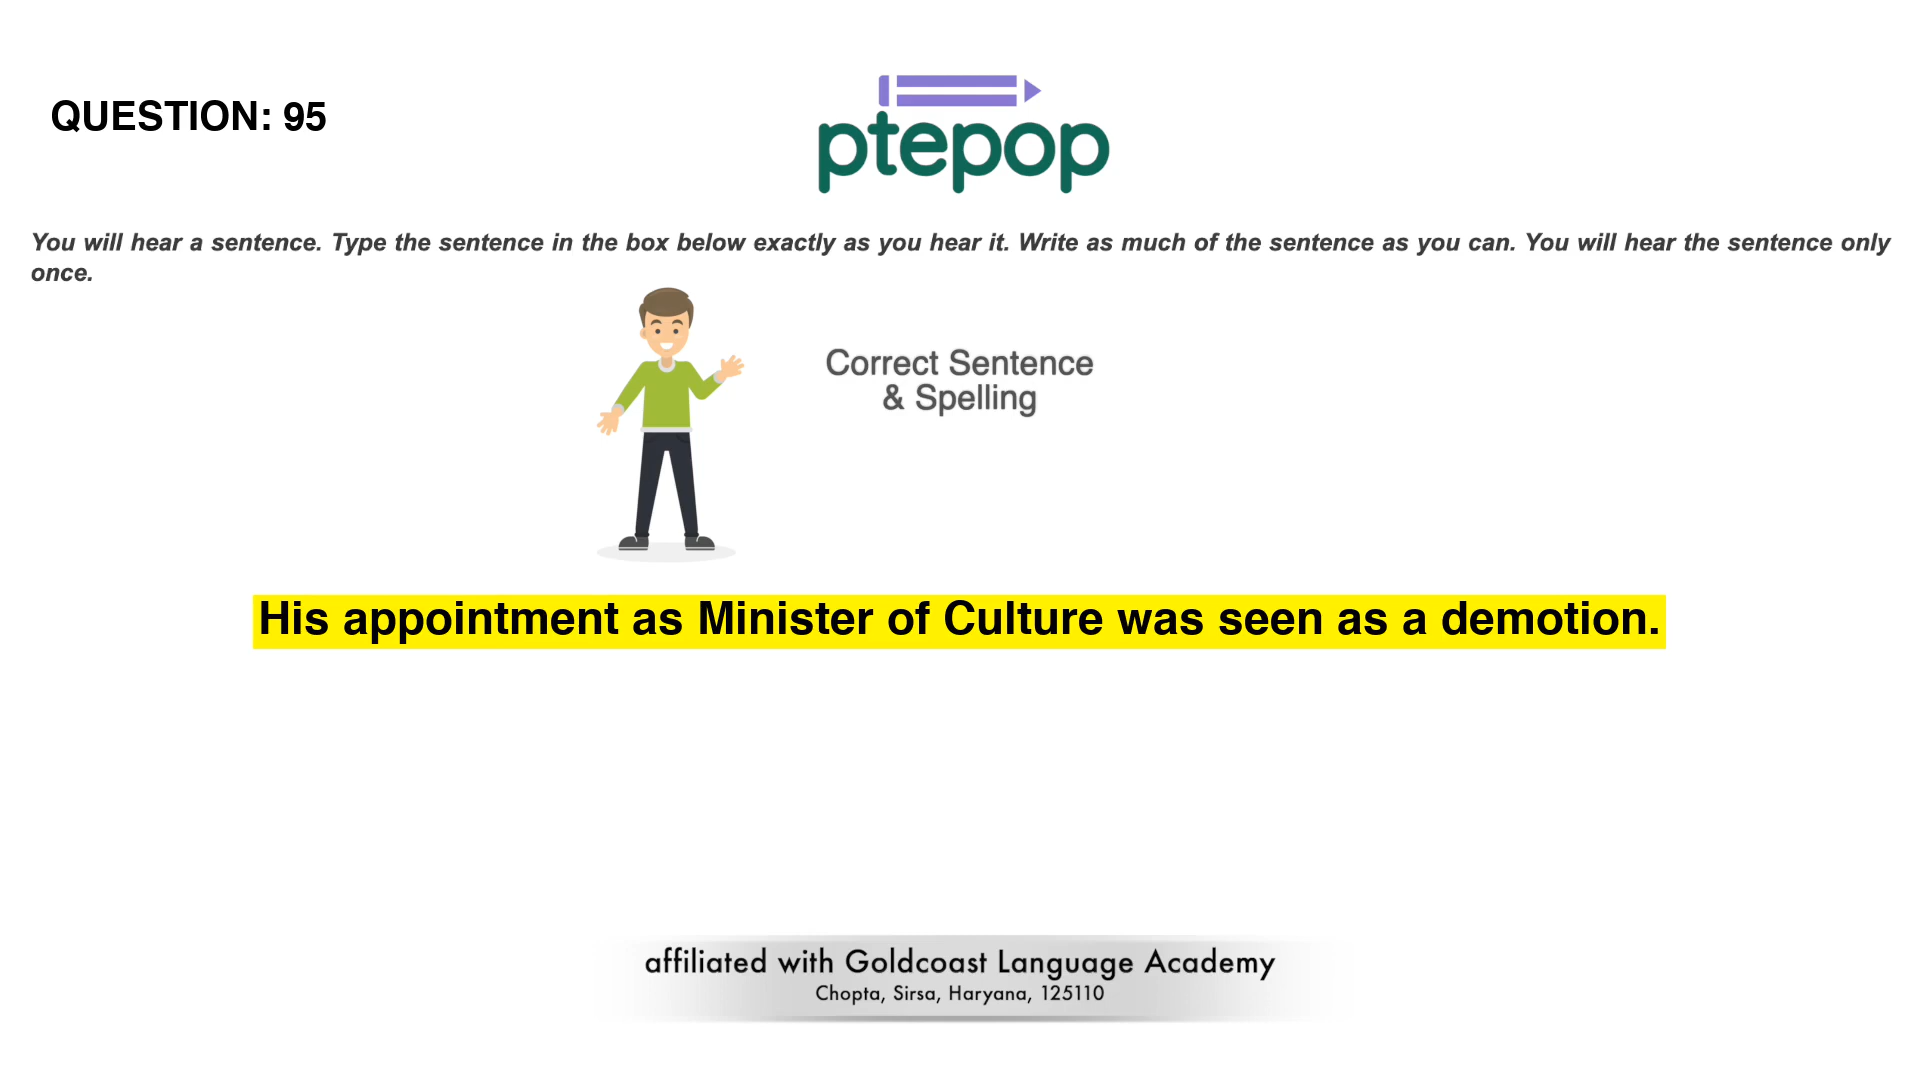 QUESTION: 95
ptepop
You will hear a sentence. Type the sentence in the box below exactly as you hear it. Write as much of the sentence as you can. You will hear the sentence only
once.
Correct Sentence
& Spelling
His appointment as Minister of Culture was seen as a demotion.
affiliated with Goldcoast Language Academy
Chopta, Sirsa, Haryana, 125110